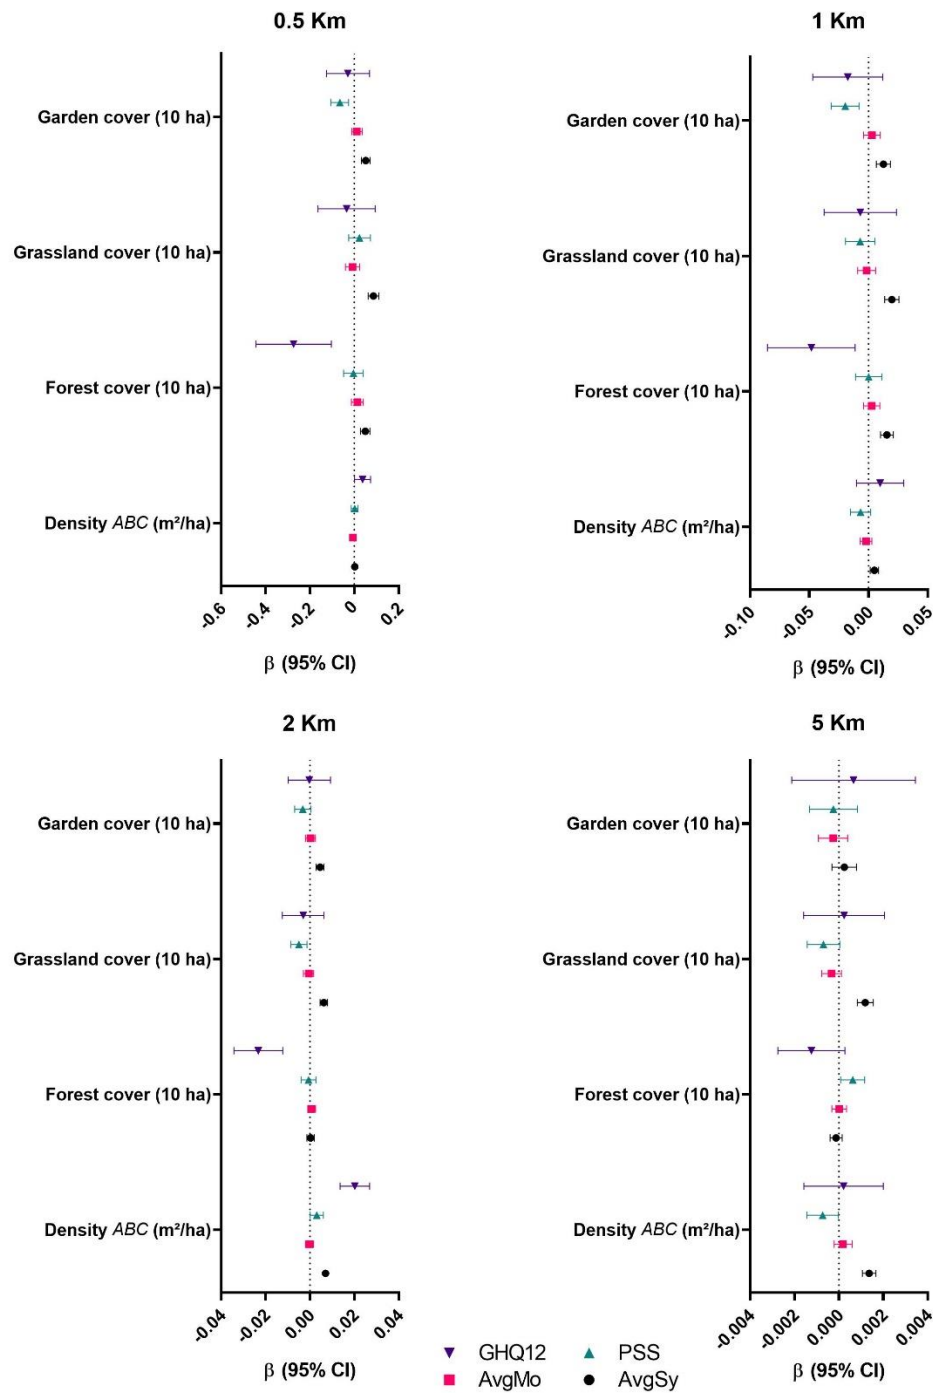 0.5 Km
Garden cover (10 ha)
Grassland cover (10 ha)
Forest cover (10 ha)
Density ABC (m²/ha)
-0.6 -0.4 -0.2 0 0.2
β (95% CI)
1 Km
Garden cover (10 ha)
Grassland cover (10 ha)
Forest cover (10 ha)
Density ABC (m²/ha)
-0.10 -0.05 0.00 0.05
β (95% CI)
2 Km
Garden cover (10 ha)
Grassland cover (10 ha)
Forest cover (10 ha)
Density ABC (m²/ha)
-0.04 -0.02 0.00 0.02 0.04
β (95% CI)
5 Km
Garden cover (10 ha)
Grassland cover (10 ha)
Forest cover (10 ha)
Density ABC (m²/ha)
-0.004 -0.002 0.000 0.002 0.004
β (95% CI)
GHQ12 PSS
AvgMo AvgSy